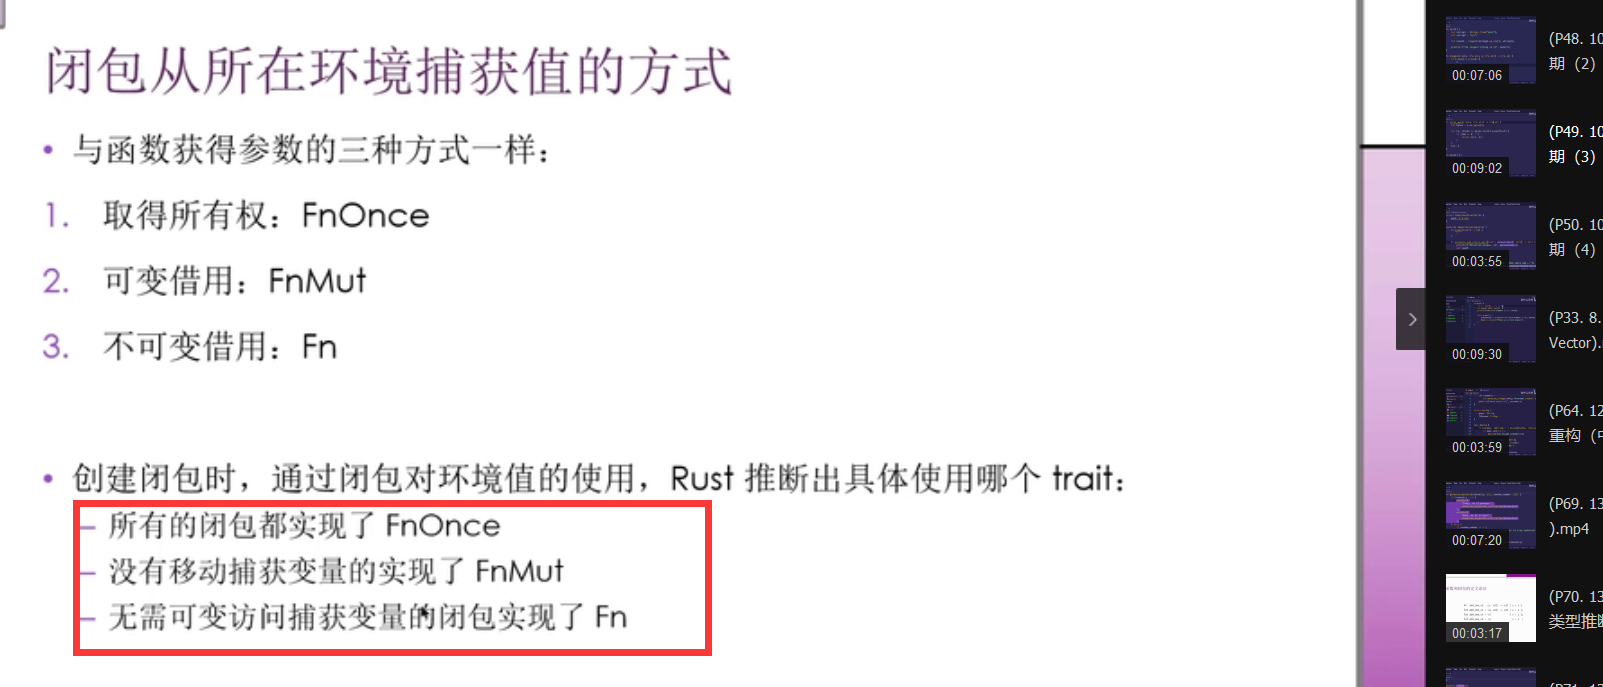 闭包从所在环境捕获值的方式
• 与函数获得参数的三种方式一样：
1. 取得所有权：FnOnce
2. 可变借用：FnMut
3. 不可变借用：Fn
• 创建闭包时，通过闭包对环境值的使用，Rust 推断出具体使用哪个 trait：
– 所有的闭包都实现了 FnOnce
– 没有移动捕获变量的实现了 FnMut
– 无需可变访问捕获变量的闭包实现了 Fn
(P48. 10
期（2）
00:07:06
(P49. 10
期（3）
00:09:02
(P50. 10
期（4）
00:03:55
(P33. 8.
Vector).
00:09:30
(P64. 12
重构（中
00:03:59
(P69. 13
).mp4
00:07:20
(P70. 13
类型推断
00:03:17
(P71. 13